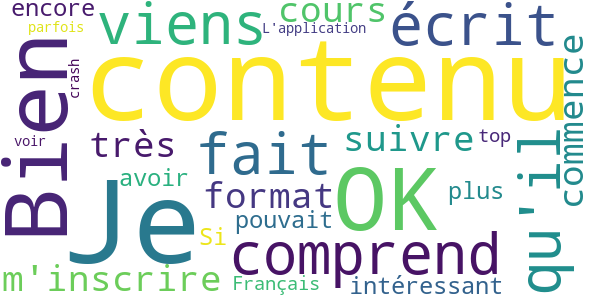 encore
viens
cours
écrit
parfois
L'application
contenu
crash
Bien
commence
très
fait
suivre
top
voir
qu'il
avoir
Je
format
OK
plus
pouvait
Si
comprend
m'inscrire
Français
intéressant